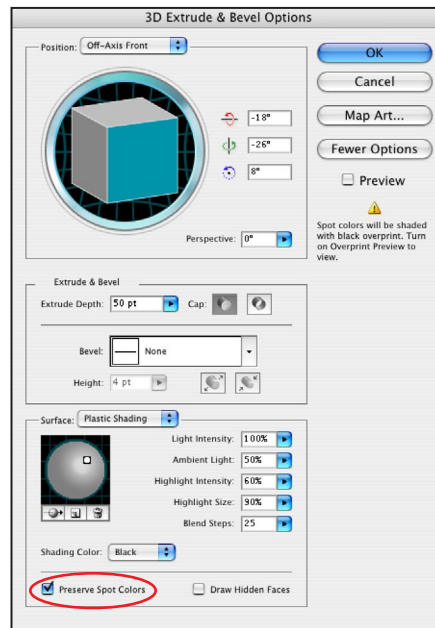 3D Extrude & Bevel Options
Position: Off-Axis Front
-18°
-26°
8°
Perspective: 0°
OK
Cancel
Map Art...
Fewer Options
Preview
Spot colors will be shaded
with black overprint. Turn
on Overprint Preview to
view.
Extrude & Bevel
Extrude Depth: 50 pt Cap:
Bevel: None
Height: 4 pt
Surface: Plastic Shading
Light Intensity: 100%
Ambient Light: 50%
Highlight Intensity: 60%
Highlight Size: 90%
Blend Steps: 25
Shading Color: Black
Preserve Spot Colors Draw Hidden Faces